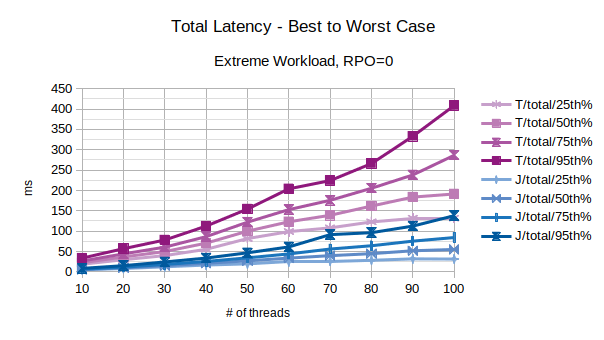 Total Latency - Best to Worst Case
Extreme Workload, RPO=0
450
400
350
300
250
200
150
100
50
0
ms
10 20 30 40 50 60 70 80 90 100
# of threads
T/total/25th%
T/total/50th%
T/total/75th%
T/total/95th%
J/total/25th%
J/total/50th%
J/total/75th%
J/total/95th%